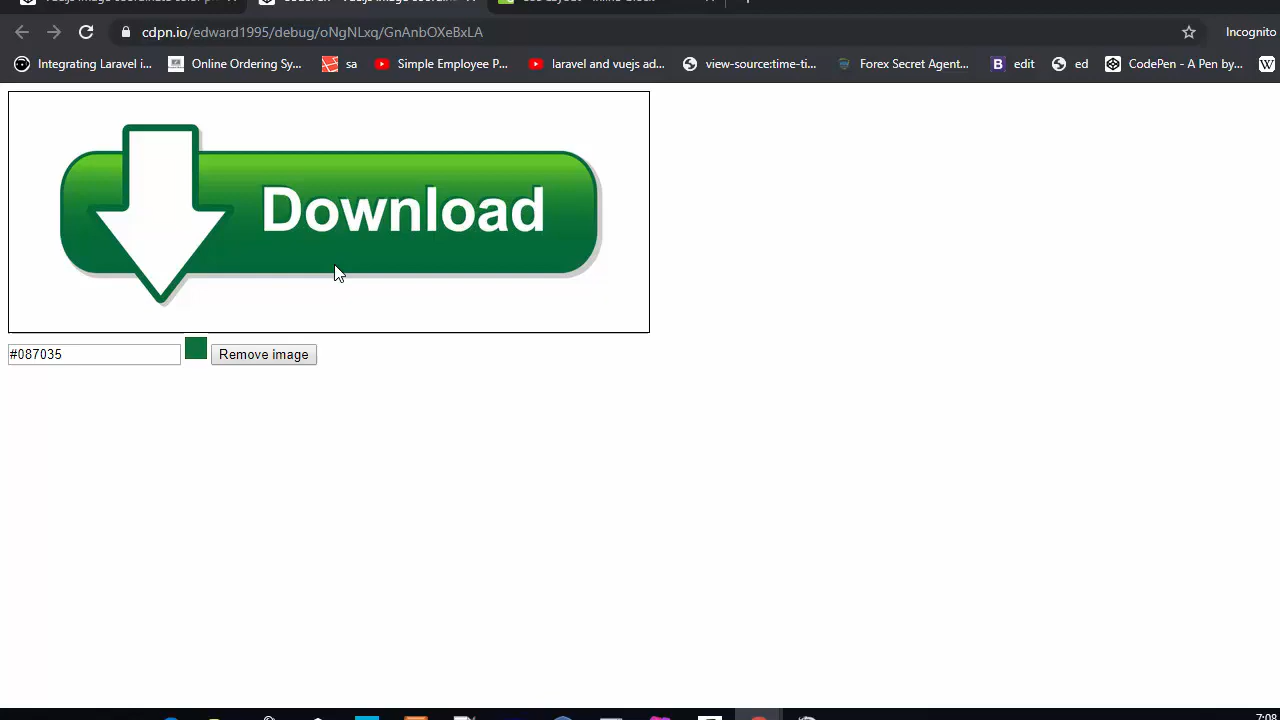 cdpn.io/edward1995/debug/oNgNLxq/GnAnbOXeBxLA
Incognito
Integrating Laravel i... Online Ordering Sy... sa Simple Employee P... laravel and vuejs ad... view-source:time-ti... Forex Secret Agent... B edit ed CodePen - A Pen by... W
Download
#087035 Remove image